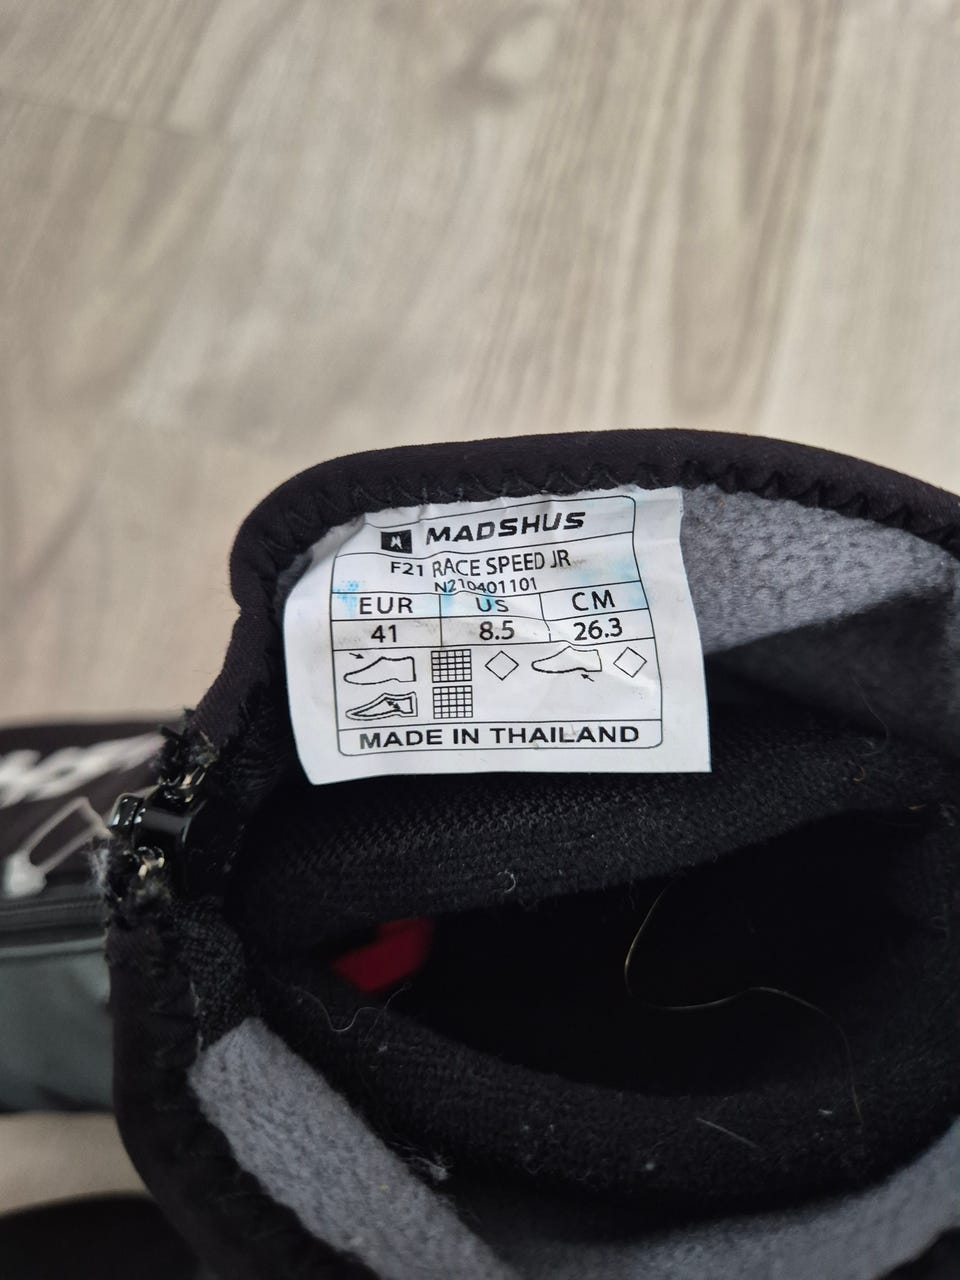 MADSHUS
F21 RACE SPEED JR
N210401101
EUR US CM
41 8.5 26.3
MADE IN THAILAND